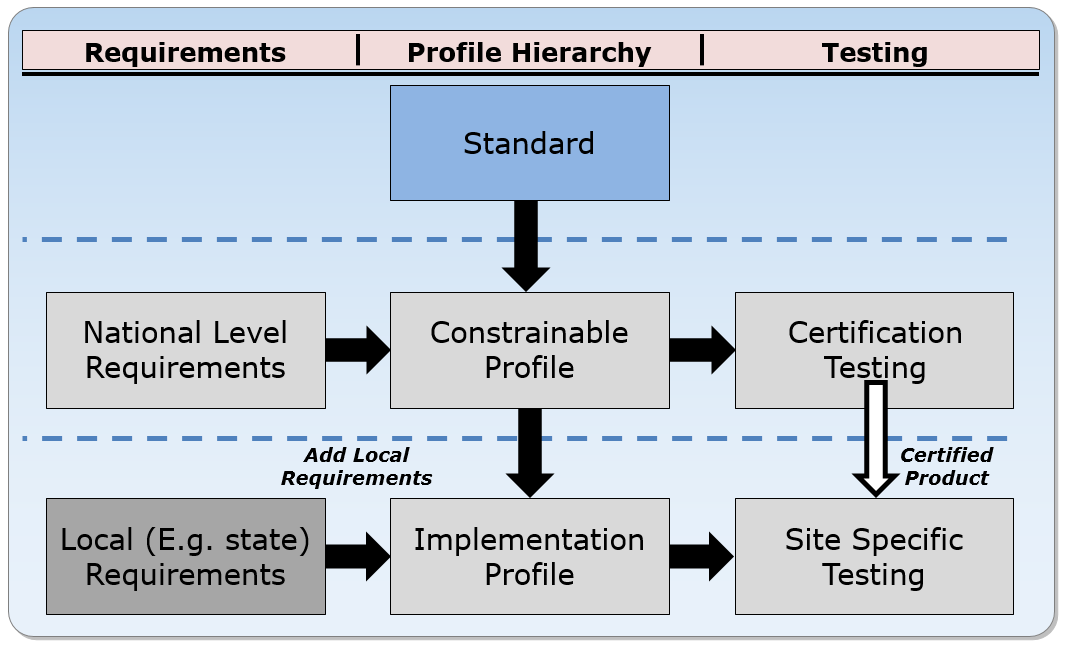 Requirements
Profile Hierarchy
Testing
Standard
National Level
Requirements
Constrainable
Profile
Certification
Testing
Add Local
Requirements
Certified
Product
Local (E.g. state)
Requirements
Implementation
Profile
Site Specific
Testing